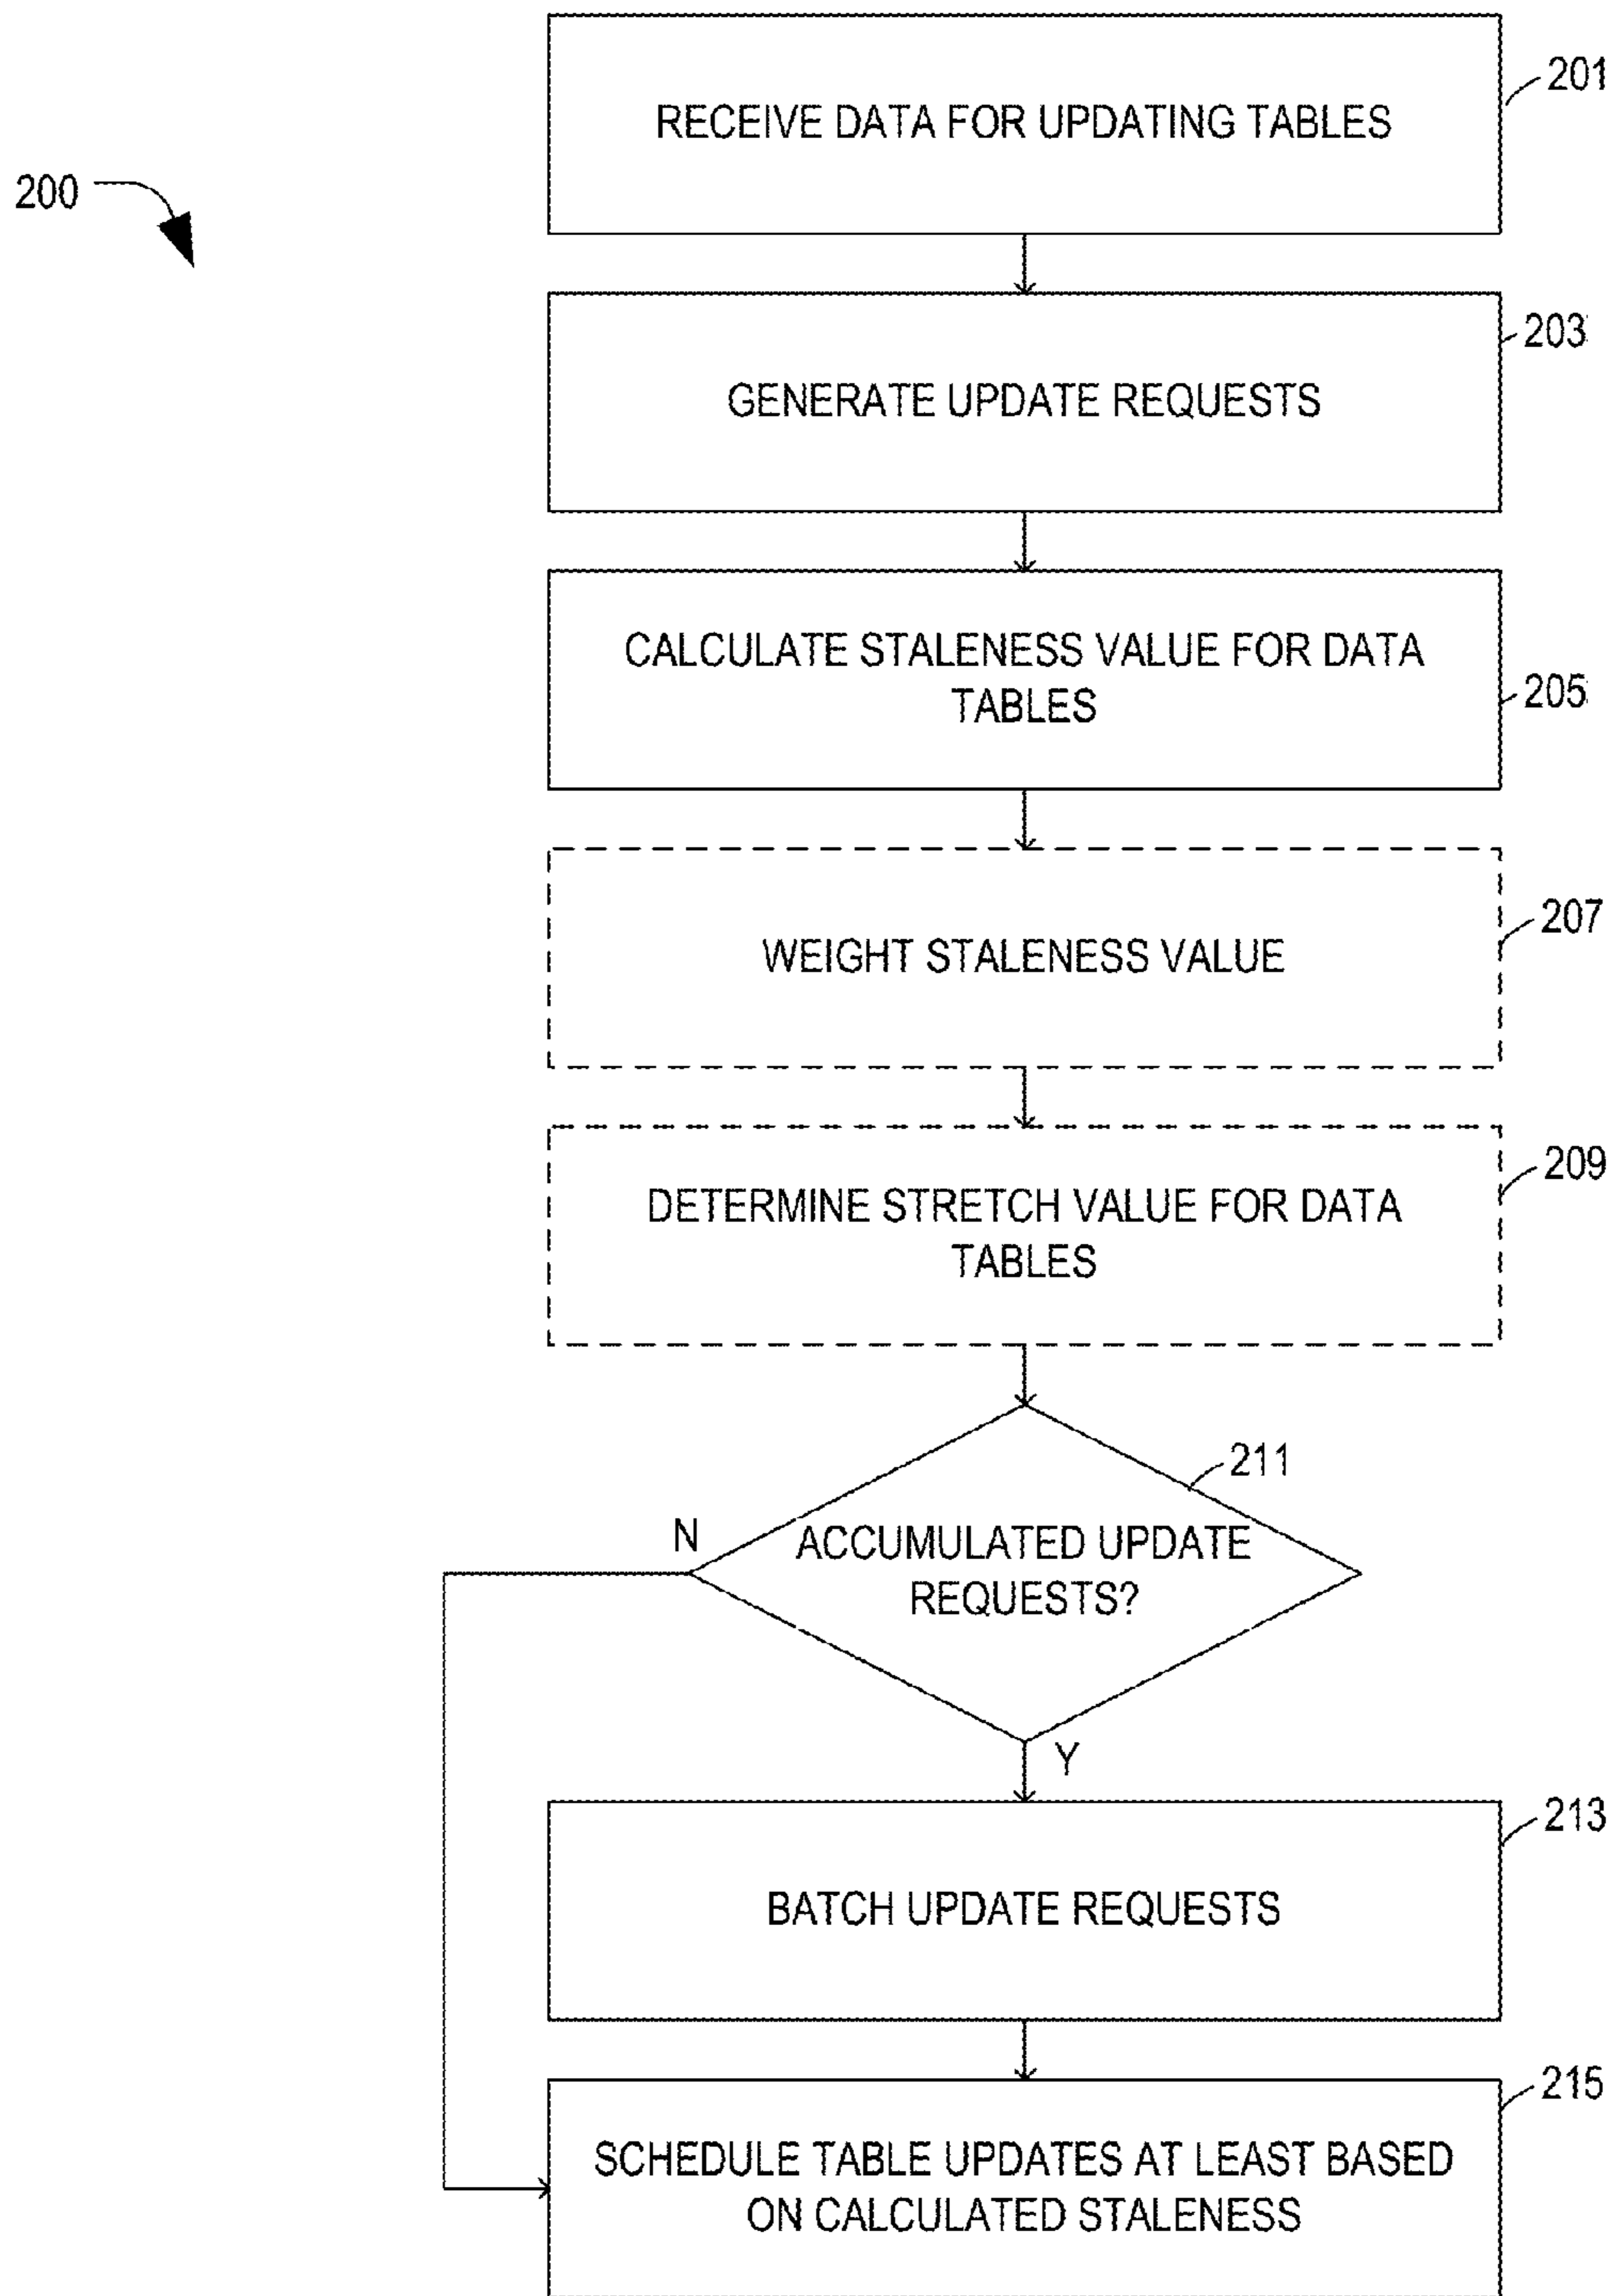 RECEIVE DATA FOR UPDATING TABLES
201
200
GENERATE UPDATE REQUESTS
203
CALCULATE STALENESS VALUE FOR DATA
TABLES
205
WEIGHT STALENESS VALUE
207
DETERMINE STRETCH VALUE FOR DATA
TABLES
209
211
N
ACCUMULATED UPDATE
REQUESTS?
Y
BATCH UPDATE REQUESTS
213
SCHEDULE TABLE UPDATES AT LEAST BASED
ON CALCULATED STALENESS
215